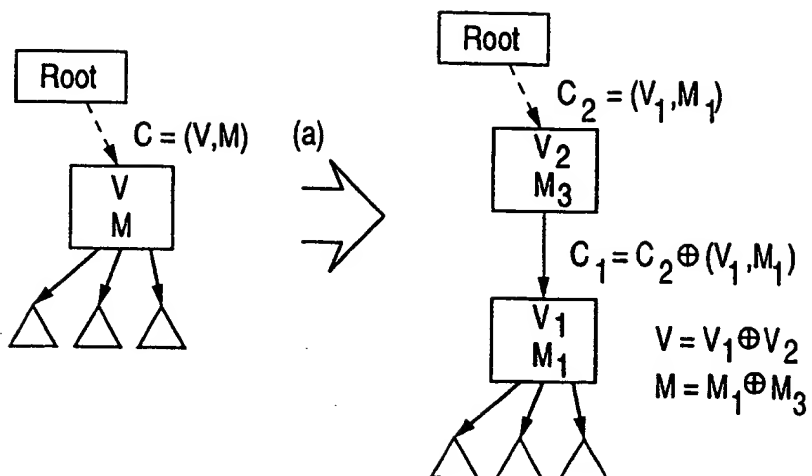 Root
C = (V,M)
V
M
(a)
Root
C₂ = (V₁,M₁)
V₂
M₃
C₁ = C₂ ⊕ (V₁,M₁)
V₁
M₁
V = V₁ ⊕ V₂
M = M₁ ⊕ M₃